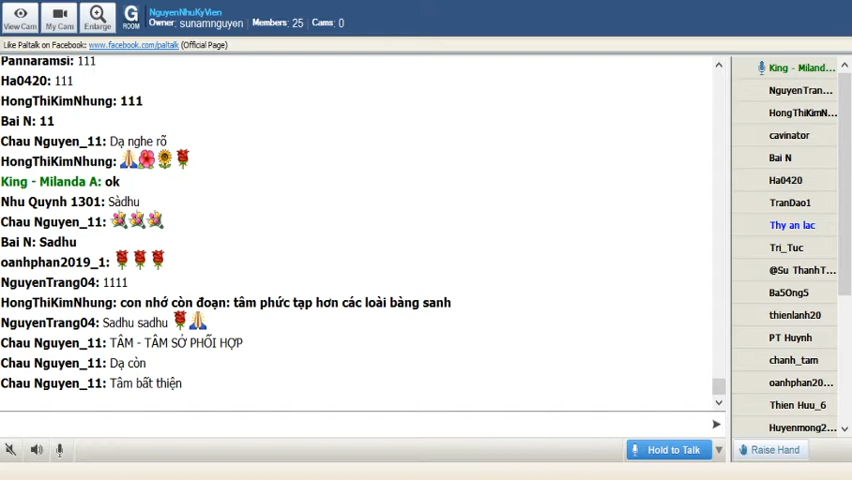 NguyenNhuKyVien
Owner: sunamnguyen Members: 25 Cams: 0
View Cam My Cam Enlarge G ROOM
Like Paltalk on Facebook: www.facebook.com/paltalk (Official Page)
Pannaramsi: 111
Ha0420: 111
HongThiKimNhung: 111
Bai N: 11
Chau Nguyen_11: Dạ nghe rõ
HongThiKimNhung:
King - Milanda A: ok
Nhu Quynh 1301: Sàdhu
Chau Nguyen_11:
Bai N: Sadhu
oanhphan2019_1:
NguyenTrang04: 1111
HongThiKimNhung: con nhớ còn đoạn: tâm phức tạp hơn các loài bàng sanh
NguyenTrang04: Sadhu sadhu
Chau Nguyen_11: TÂM - TÂM SỞ PHỐI HỢP
Chau Nguyen_11: Dạ còn
Chau Nguyen_11: Tâm bất thiện
King - Miland...
NguyenTran...
HongThiKimN...
cavinator
Bai N
Ha0420
TranDao1
Thy an lac
Tri_Tuc
@Su ThanhT...
Ba5Ong5
thienlanh20
PT Huynh
chanh_tam
oanhphan20...
Thien Huu_6
Huyenmong2...
Hold to Talk
Raise Hand